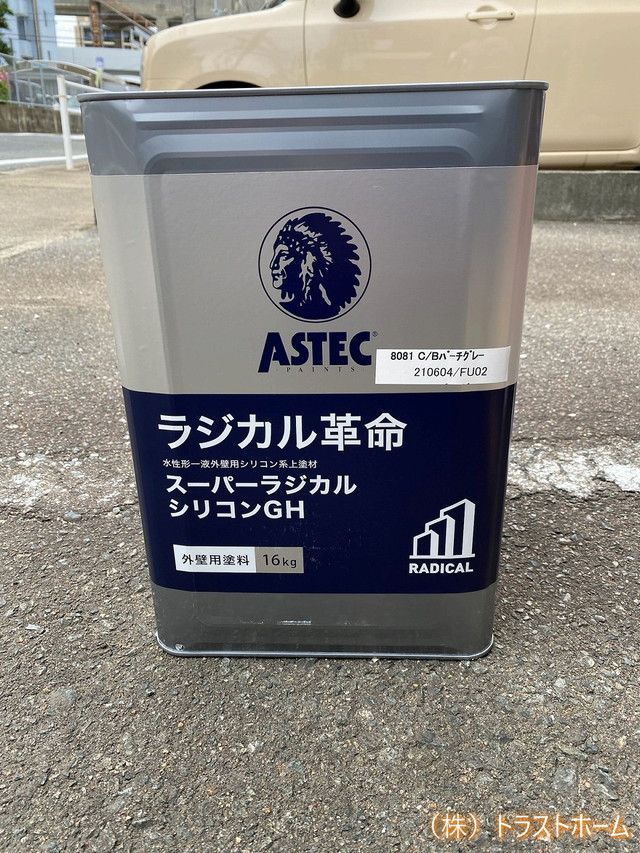 ASTEC®
PAINTS
8081 C/Bバーチグレー
210604/FU02
ラジカル革命
水性形一液外壁用シリコン系上塗材
スーパーラジカル
シリコンGH
外壁用塗料 16kg
RADICAL
(株)トラストホーム